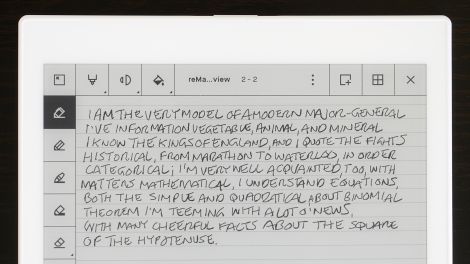 reMa...view 2-2
I AM THE VERY MODEL OF A MODERN MAJOR-GENERAL
I'VE INFORMATION VEGETABLE, ANIMAL, AND MINERAL
I KNOW THE KINGS OF ENGLAND, AND I QUOTE THE FIGHTS
HISTORICAL, FROM MARATHON TO WATERLOO, IN ORDER
CATEGORICAL; I'M VERY WELL ACQUAINTED, TOO, WITH
MATTERS MATHEMATICAL, I UNDERSTAND EQUATIONS,
BOTH THE SIMPLE AND QUADRATICAL, ABOUT BINOMIAL
THEOREM I'M TEEMING WITH A LOT O' NEWS,
WITH MANY CHEERFUL FACTS ABOUT THE SQUARE
OF THE HYPOTENUSE.